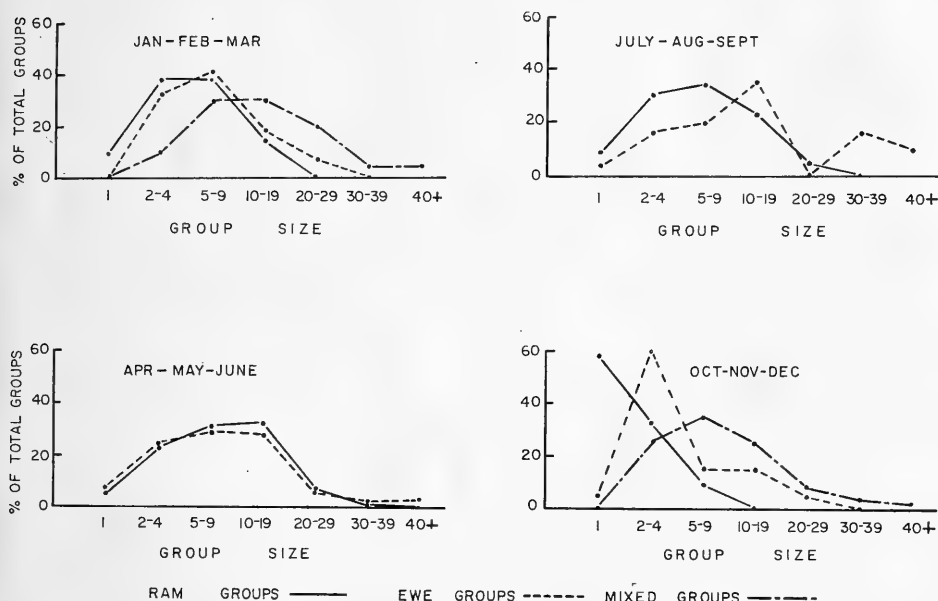 60
40
20
0
% OF TOTAL GROUPS
JAN-FEB-MAR
1 2-4 5-9 10-19 20-29 30-39 40+
GROUP SIZE
60
40
20
0
JULY-AUG-SEPT
1 2-4 5-9 10-19 20-29 30-39 40+
GROUP SIZE
60
40
20
0
% OF TOTAL GROUPS
APR-MAY-JUNE
1 2-4 5-9 10-19 20-29 30-39 40+
GROUP SIZE
60
40
20
0
OCT-NOV-DEC
1 2-4 5-9 10-19 20-29 30-39 40+
GROUP SIZE
RAM GROUPS EWE GROUPS MIXED GROUPS